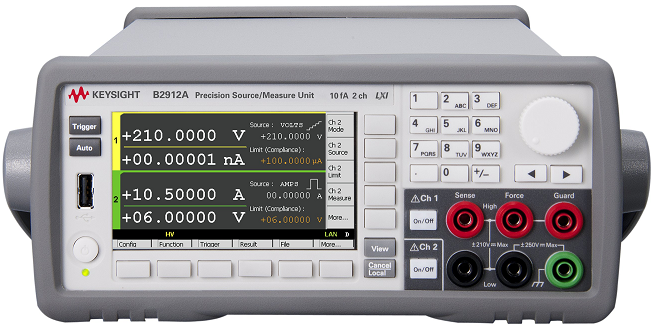 KEYSIGHT B2912A Precision Source/Measure Unit 10 fA 2 ch LXI
Trigger
Auto
1
+210.0000 V
+00.00001 nA
Source : VOLTS
+210.0000 V
Limit (Compliance) :
+100.0000 µA
2
+10.50000 A
+06.00000 V
Source : AMPS
00.00000 A
Limit (Compliance) :
+06.00000 V
Ch 2
Mode
Ch 2
Source
Ch 2
Limit
Ch 2
Measure
More...
HV LAN D
Config Function Trigger Result File More...
View
Cancel
Local
1 2 ABC 3 DEF
4 GHI 5 JKL 6 MNO
7 PQRS 8 TUV 9 WXYZ
. 0 +/−
Ch 1 Sense Force Guard
On/Off High
Ch 2 ±210V Max ±250V Max
On/Off Low